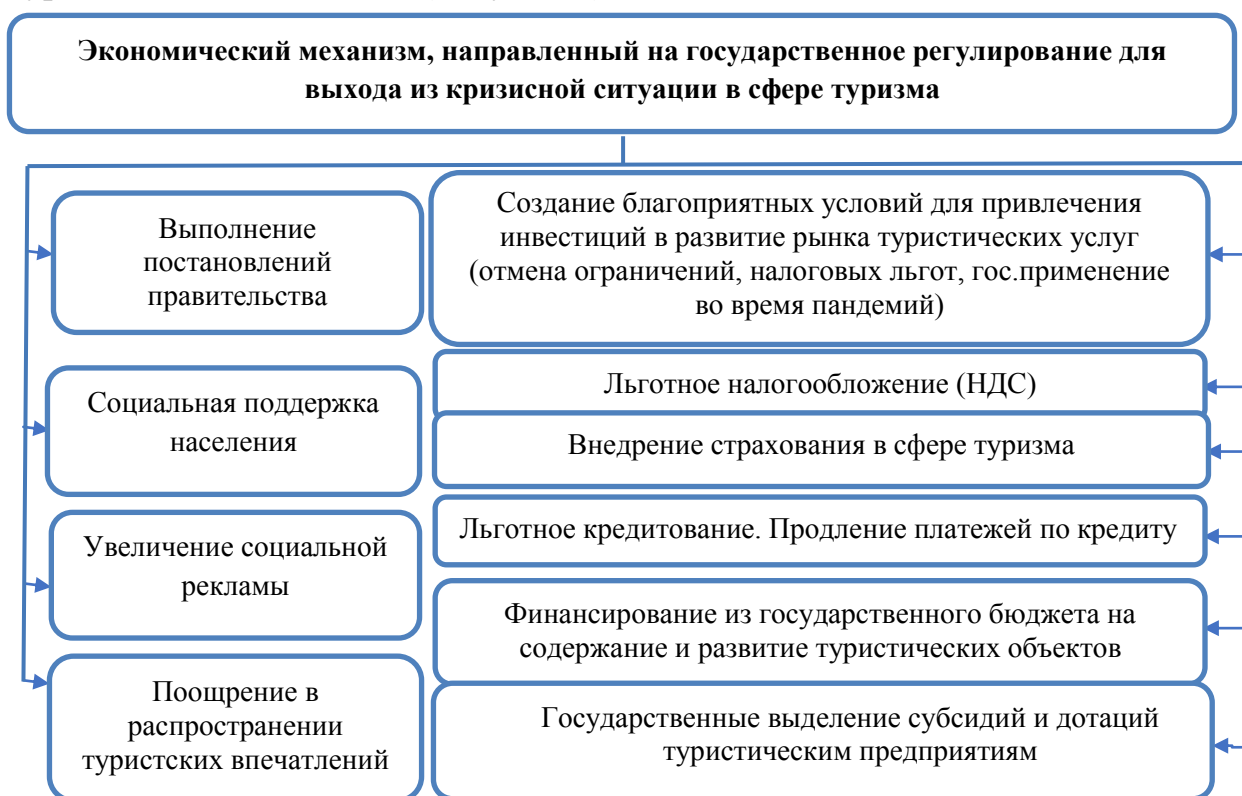 Экономический механизм, направленный на государственное регулирование для
выхода из кризисной ситуации в сфере туризма
Выполнение
постановлений
правительства
Социальная поддержка
населения
Увеличение социальной
рекламы
Поощрение в
распространении
туристских впечатлений
Создание благоприятных условий для привлечения
инвестиций в развитие рынка туристических услуг
(отмена ограничений, налоговых льгот, гос.применение
во время пандемий)
Льготное налогообложение (НДС)
Внедрение страхования в сфере туризма
Льготное кредитование. Продление платежей по кредиту
Финансирование из государственного бюджета на
содержание и развитие туристических объектов
Государственные выделение субсидий и дотаций
туристическим предприятиям